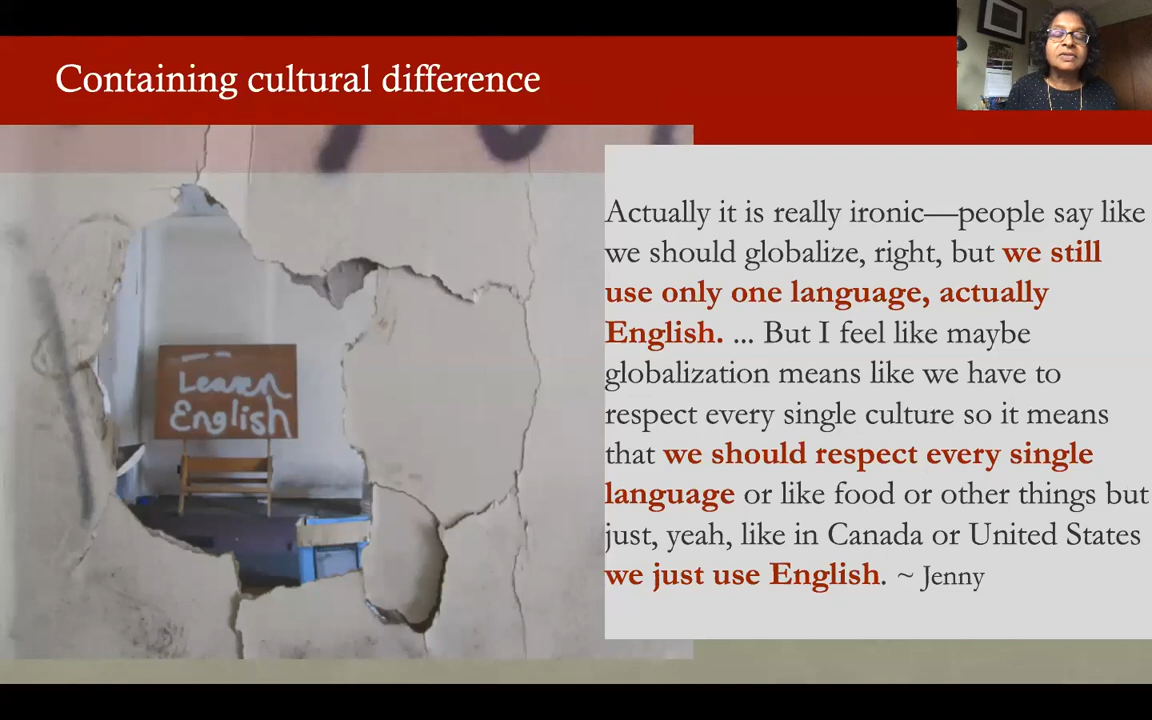 Containing cultural difference
Learn
English
Actually it is really ironic—people say like
we should globalize, right, but we still
use only one language, actually
English. ... But I feel like maybe
globalization means like we have to
respect every single culture so it means
that we should respect every single
language or like food or other things but
just, yeah, like in Canada or United States
we just use English. ~ Jenny